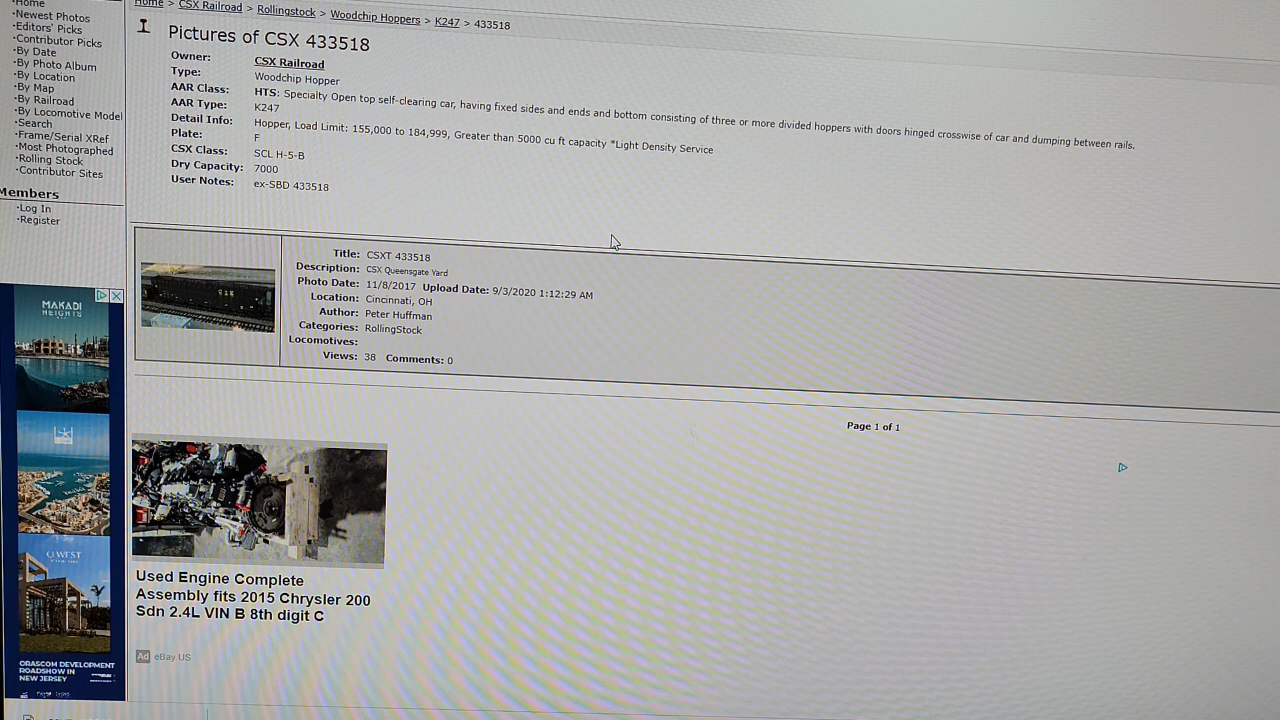 ·Home
·Newest Photos
·Editors' Picks
·Contributor Picks
·By Date
·By Photo Album
·By Location
·By Map
·By Railroad
·By Locomotive Model
·Search
·Frame/Serial XRef
·Most Photographed
·Rolling Stock
·Contributor Sites
Members
·Log In
·Register
Home > CSX Railroad > Rollingstock > Woodchip Hoppers > K247 > 433518
Pictures of CSX 433518
Owner: CSX Railroad
Type: Woodchip Hopper
AAR Class: HTS: Specialty Open top self-clearing car, having fixed sides and ends and bottom consisting of three or more divided hoppers with doors hinged crosswise of car and dumping between rails.
AAR Type: K247
Detail Info: Hopper, Load Limit: 155,000 to 184,999, Greater than 5000 cu ft capacity *Light Density Service
Plate: F
CSX Class: SCL H-5-B
Dry Capacity: 7000
User Notes: ex-SBD 433518
Title: CSXT 433518
Description: CSX Queensgate Yard
Photo Date: 11/8/2017 Upload Date: 9/3/2020 1:12:29 AM
Location: Cincinnati, OH
Author: Peter Huffman
Categories: RollingStock
Locomotives:
Views: 38 Comments: 0
Page 1 of 1
MAKADI
HEIGHTS
O WEST
ORASCOM DEVELOPMENT
ROADSHOW IN
NEW JERSEY
Used Engine Complete
Assembly fits 2015 Chrysler 200
Sdn 2.4L VIN B 8th digit C
Ad eBay US